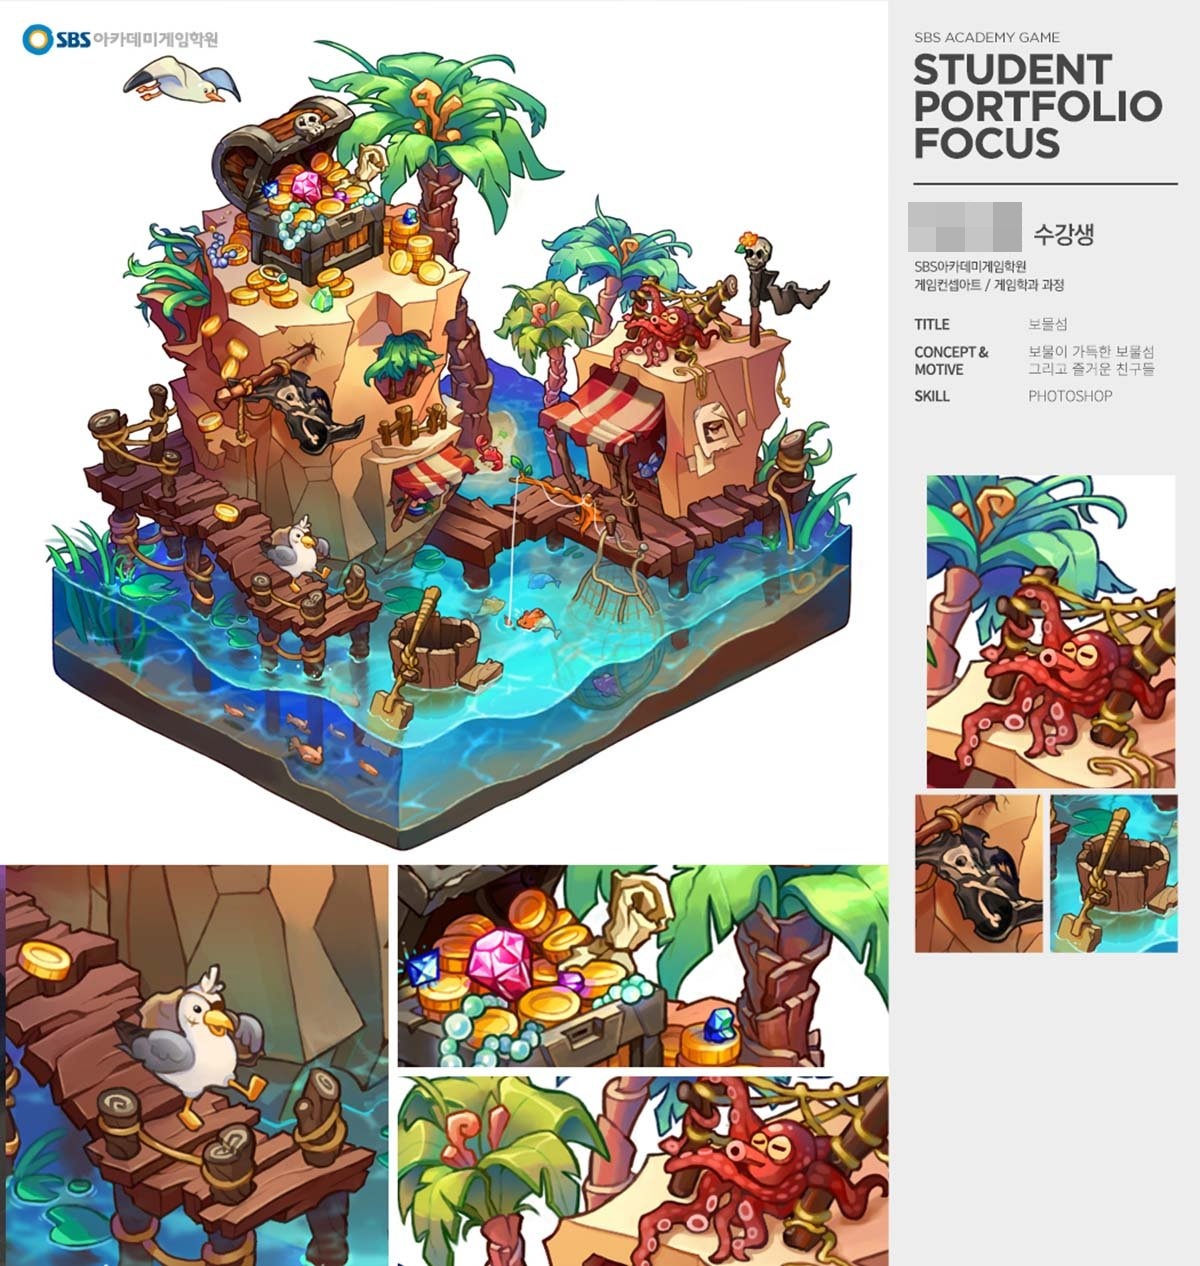 SBS 아카데미게임학원
SBS ACADEMY GAME
STUDENT
PORTFOLIO
FOCUS
수강생
SBS아카데미게임학원
게임컨셉아트 / 게임학과 과정
TITLE 보물섬
CONCEPT & MOTIVE 보물이 가득한 보물섬
그리고 즐거운 친구들
SKILL PHOTOSHOP